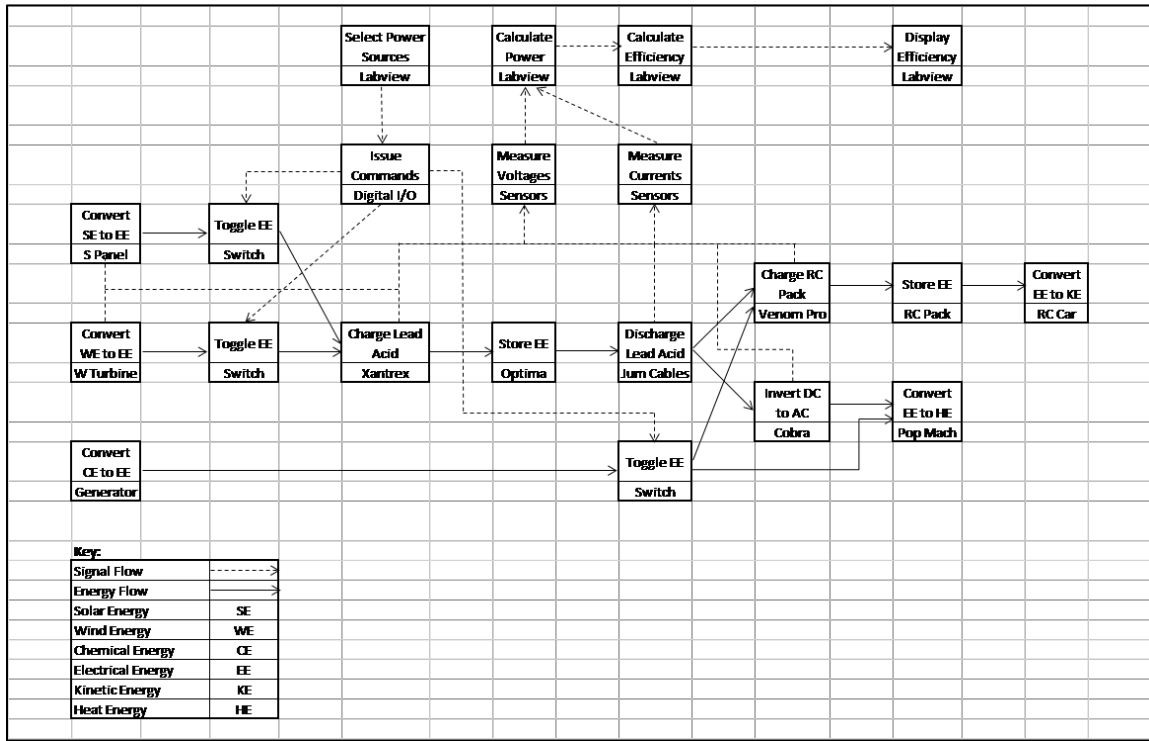 Select Power
Sources
Labview
Calculate
Power
Labview
Calculate
Efficiency
Labview
Display
Efficiency
Labview
Issue
Commands
Digital I/O
Measure
Voltages
Sensors
Measure
Currents
Sensors
Convert
SE to EE
S Panel
Toggle EE
Switch
Charge RC
Pack
Venom Pro
Store EE
RC Pack
Convert
EE to KE
RC Car
Convert
WE to EE
W Turbine
Toggle EE
Switch
Charge Lead
Acid
Xantrex
Store EE
Optima
Discharge
Lead Acid
Jum Cables
Invert DC
to AC
Cobra
Convert
EE to HE
Pop Mach
Convert
CE to EE
Generator
Toggle EE
Switch
Key:
Signal Flow
Energy Flow
Solar Energy SE
Wind Energy WE
Chemical Energy CE
Electrical Energy EE
Kinetic Energy KE
Heat Energy HE